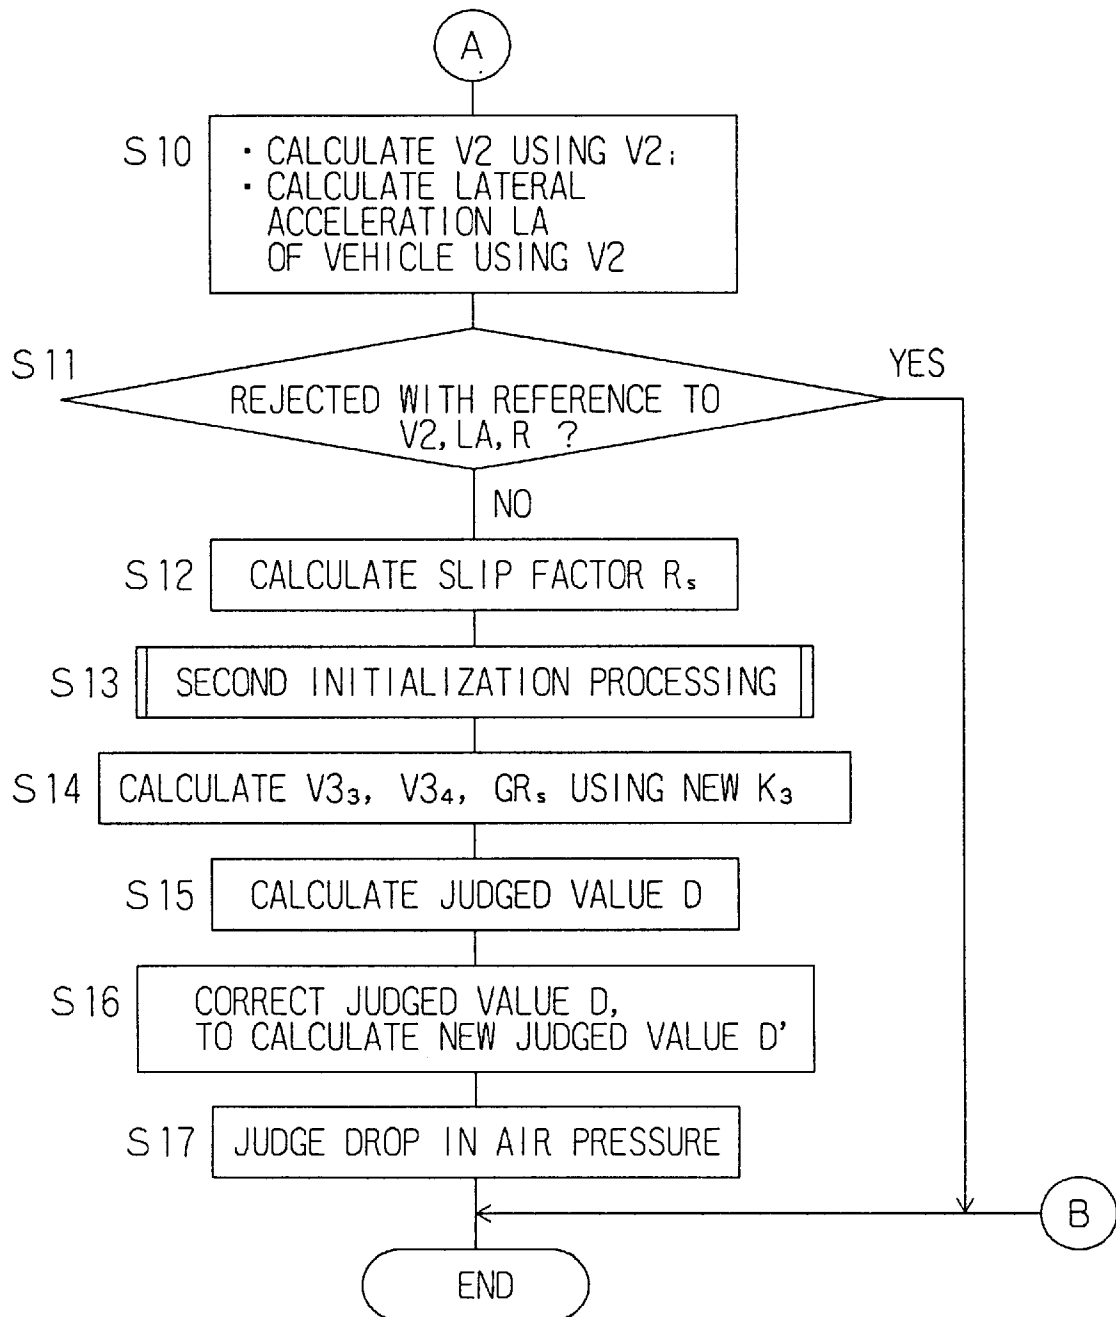 A
S10
・CALCULATE V2 USING V2ᵢ
・CALCULATE LATERAL
ACCELERATION LA
OF VEHICLE USING V2
S11
YES
REJECTED WITH REFERENCE TO
V2, LA, R ?
NO
S12
CALCULATE SLIP FACTOR Rₛ
S13
SECOND INITIALIZATION PROCESSING
S14
CALCULATE V3₃, V3₄, GRₛ USING NEW K₃
S15
CALCULATE JUDGED VALUE D
S16
CORRECT JUDGED VALUE D,
TO CALCULATE NEW JUDGED VALUE D'
S17
JUDGE DROP IN AIR PRESSURE
B
END